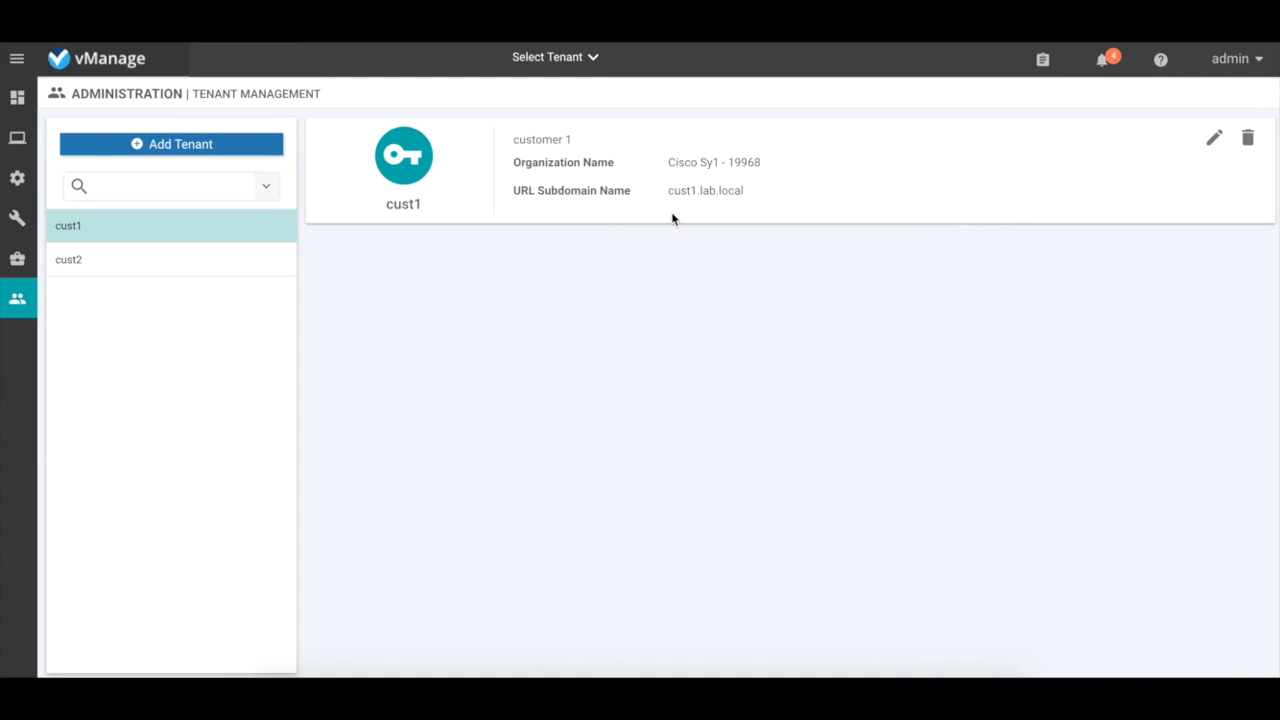 vManage
Select Tenant
4
admin
ADMINISTRATION | TENANT MANAGEMENT
Add Tenant
cust1
cust2
cust1
customer 1
Organization Name Cisco Sy1 - 19968
URL Subdomain Name cust1.lab.local